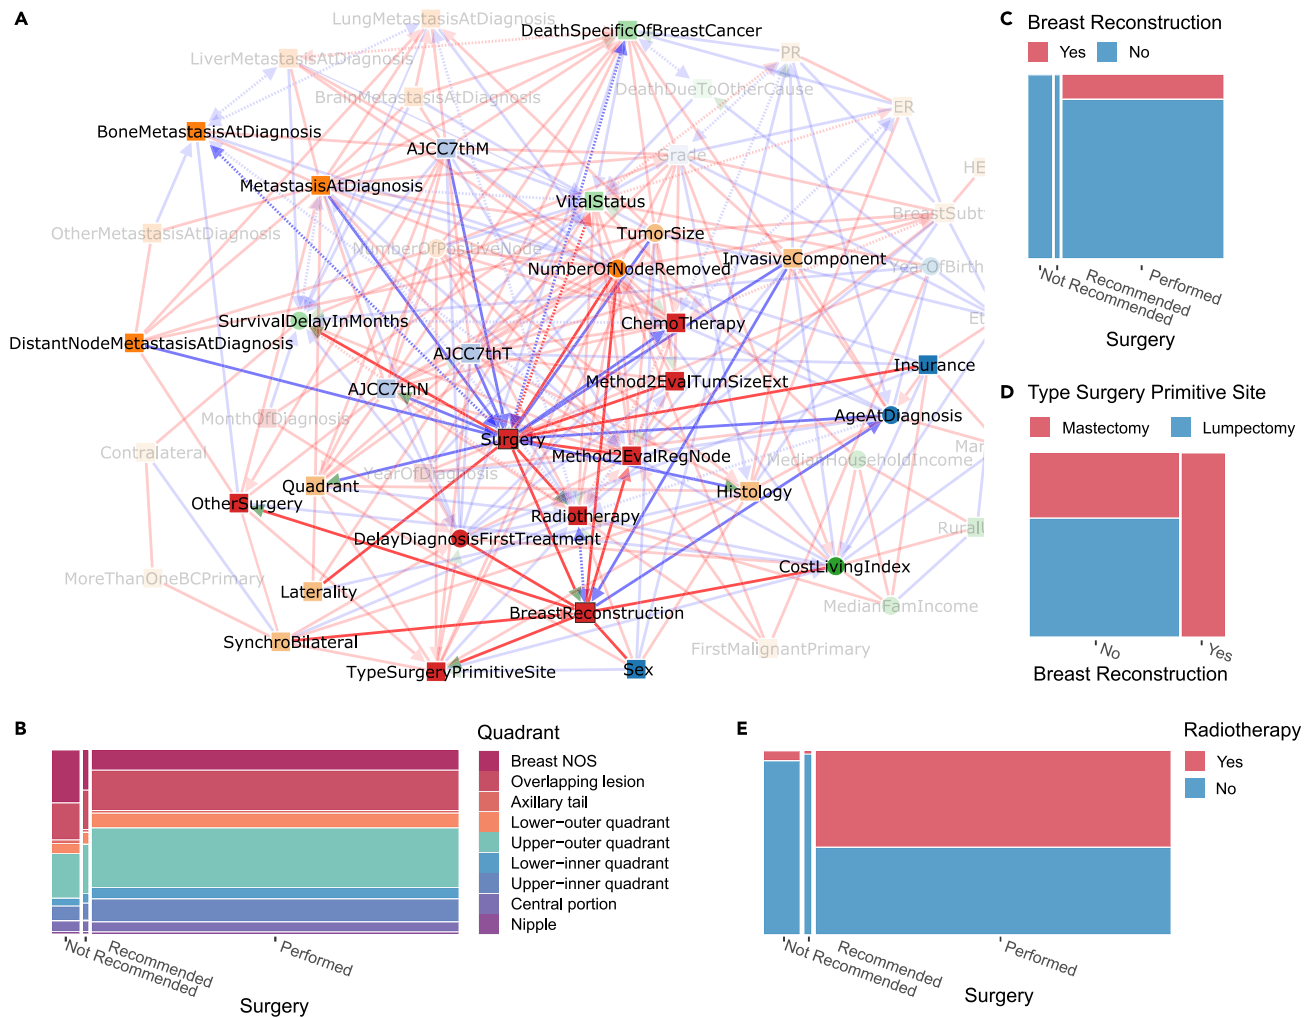 A
LungMetastasisAtDiagnosis
DeathSpecificOfBreastCancer
LiverMetastasisAtDiagnosis
PR
BrainMetastasisAtDiagnosis
DeathDueToOtherCause
ER
BoneMetastasisAtDiagnosis
AJCC7thM
Grade
HE
MetastasisAtDiagnosis
VitalStatus
BreastSubt
OtherMetastasisAtDiagnosis
NumberOfPositiveNode
TumorSize
InvasiveComponent
NumberOfNodeRemoved
YearOfBirth
SurvivalDelayInMonths
ChemoTherapy
Et
DistantNodeMetastasisAtDiagnosis
AJCC7thT
Insurance
AJCC7thN
Method2EvalTumSizeExt
MonthOfDiagnosis
AgeAtDiagnosis
Surgery
Contralateral
Method2EvalRegNode
MedianHouseholdIncome
Mar
YearOfDiagnosis
Quadrant
Histology
OtherSurgery
Radiotherapy
RuralU
DelayDiagnosisFirstTreatment
CostLivingIndex
MoreThanOneBCPrimary
Laterality
BreastReconstruction
MedianFamIncome
SynchroBilateral
FirstMalignantPrimary
TypeSurgeryPrimitiveSite
Sex
C
Breast Reconstruction
Yes
No
Not Recommended
Recommended
Performed
Surgery
D
Type Surgery Primitive Site
Mastectomy
Lumpectomy
No
Yes
Breast Reconstruction
B
Quadrant
Breast NOS
Overlapping lesion
Axillary tail
Lower−outer quadrant
Upper−outer quadrant
Lower−inner quadrant
Upper−inner quadrant
Central portion
Nipple
Not Recommended
Recommended
Performed
Surgery
E
Radiotherapy
Yes
No
Not Recommended
Recommended
Performed
Surgery